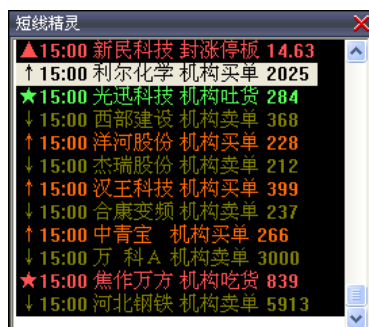 短线精灵
▲15:00 新民科技 封涨停板 14.63
↑15:00 利尔化学 机构买单 2025
★15:00 光迅科技 机构吐货 284
↓15:00 西部建设 机构卖单 368
↑15:00 洋河股份 机构买单 228
↓15:00 杰瑞股份 机构卖单 212
↑15:00 汉王科技 机构买单 399
↓15:00 合康变频 机构卖单 237
↑15:00 中青宝 机构买单 266
↓15:00 万 科A 机构卖单 3000
★15:00 焦作万方 机构吃货 839
↓15:00 河北钢铁 机构卖单 5913